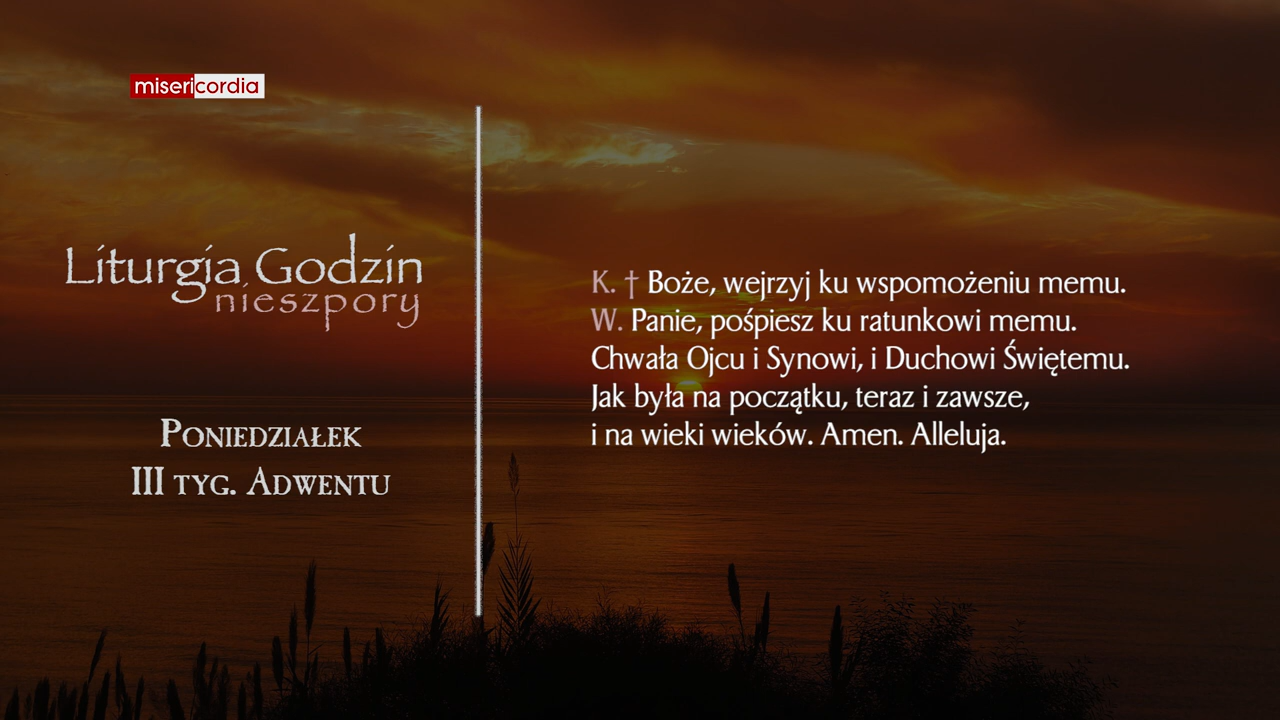 misericordia
Liturgia Godzin
nieszpory
Poniedziałek
III tyg. Adwentu
K. † Boże, wejrzyj ku wspomożeniu memu.
W. Panie, pośpiesz ku ratunkowi memu.
Chwała Ojcu i Synowi, i Duchowi Świętemu.
Jak była na początku, teraz i zawsze,
i na wieki wieków. Amen. Alleluja.